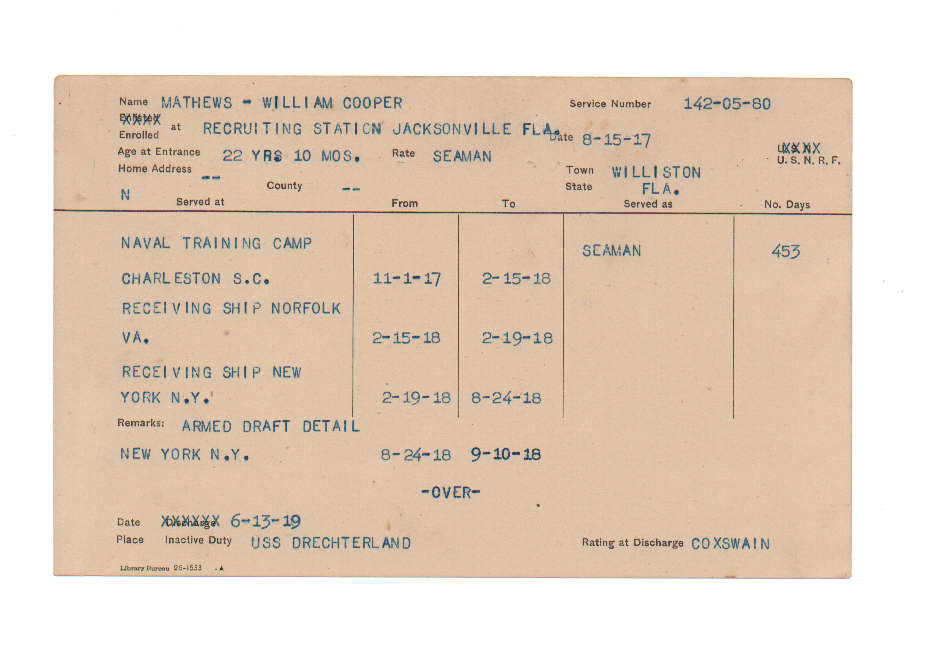 Name MATHEWS - WILLIAM COOPER Service Number 142-05-80
Enlisted
Enrolled at RECRUITING STATION JACKSONVILLE FLA. Date 8-15-17
Age at Entrance 22 YRS 10 MOS. Rate SEAMAN U.S.N.R.F.
Home Address -- Town WILLISTON
N County -- State FLA.
Served at From To Served as No. Days
NAVAL TRAINING CAMP SEAMAN 453
CHARLESTON S.C. 11-1-17 2-15-18
RECEIVING SHIP NORFOLK
VA. 2-15-18 2-19-18
RECEIVING SHIP NEW
YORK N.Y. 2-19-18 8-24-18
Remarks: ARMED DRAFT DETAIL
NEW YORK N.Y. 8-24-18 9-10-18
-OVER-
Date Discharge 6-13-19
Place Inactive Duty USS DRECHTERLAND Rating at Discharge COXSWAIN
Library Bureau 26-1533 .A